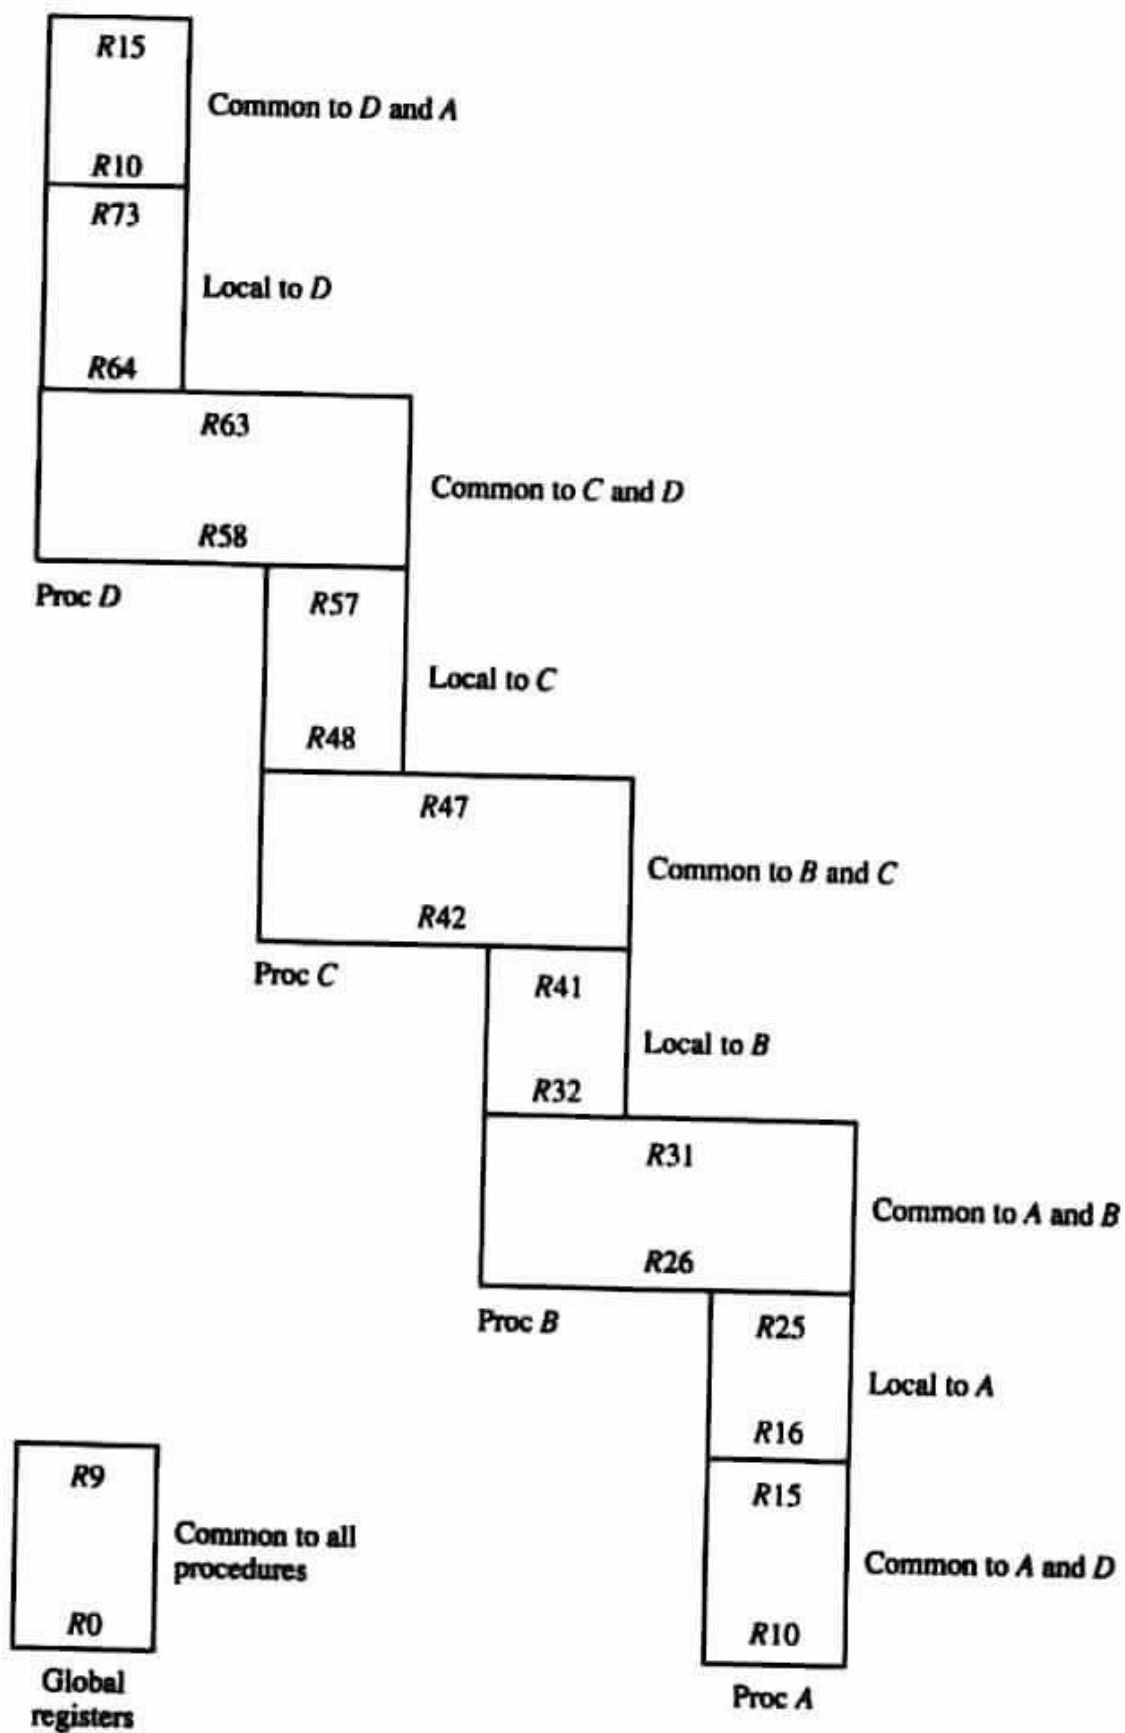 R15
Common to D and A
R10
R73
Local to D
R64
R63
Common to C and D
R58
Proc D
R57
Local to C
R48
R47
Common to B and C
R42
Proc C
R41
Local to B
R32
R31
Common to A and B
R26
Proc B
R25
Local to A
R16
R15
Common to A and D
R10
Proc A
R9
Common to all
procedures
R0
Global
registers